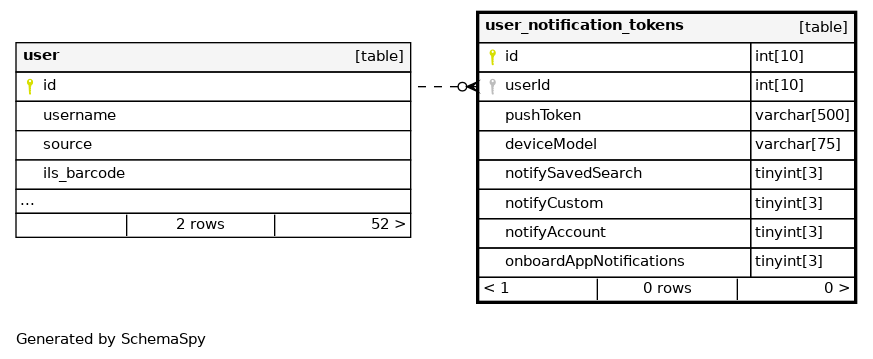 user [table]
id
username
source
ils_barcode
...
2 rows 52 >
user_notification_tokens [table]
id int[10]
userId int[10]
pushToken varchar[500]
deviceModel varchar[75]
notifySavedSearch tinyint[3]
notifyCustom tinyint[3]
notifyAccount tinyint[3]
onboardAppNotifications tinyint[3]
< 1 0 rows 0 >
Generated by SchemaSpy